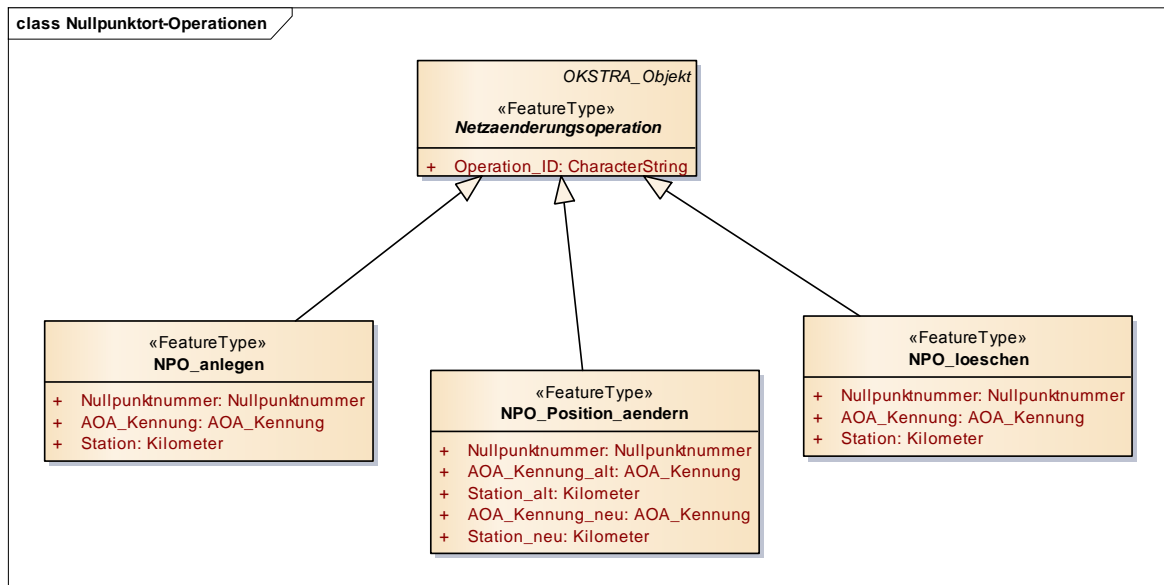 class Nullpunktort-Operationen
OKSTRA_Objekt
«FeatureType»
Netzaenderungsoperation
+ Operation_ID: CharacterString
«FeatureType»
NPO_anlegen
+ Nullpunktnummer: Nullpunktnummer
+ AOA_Kennung: AOA_Kennung
+ Station: Kilometer
«FeatureType»
NPO_Position_aendern
+ Nullpunktnummer: Nullpunktnummer
+ AOA_Kennung_alt: AOA_Kennung
+ Station_alt: Kilometer
+ AOA_Kennung_neu: AOA_Kennung
+ Station_neu: Kilometer
«FeatureType»
NPO_loeschen
+ Nullpunktnummer: Nullpunktnummer
+ AOA_Kennung: AOA_Kennung
+ Station: Kilometer